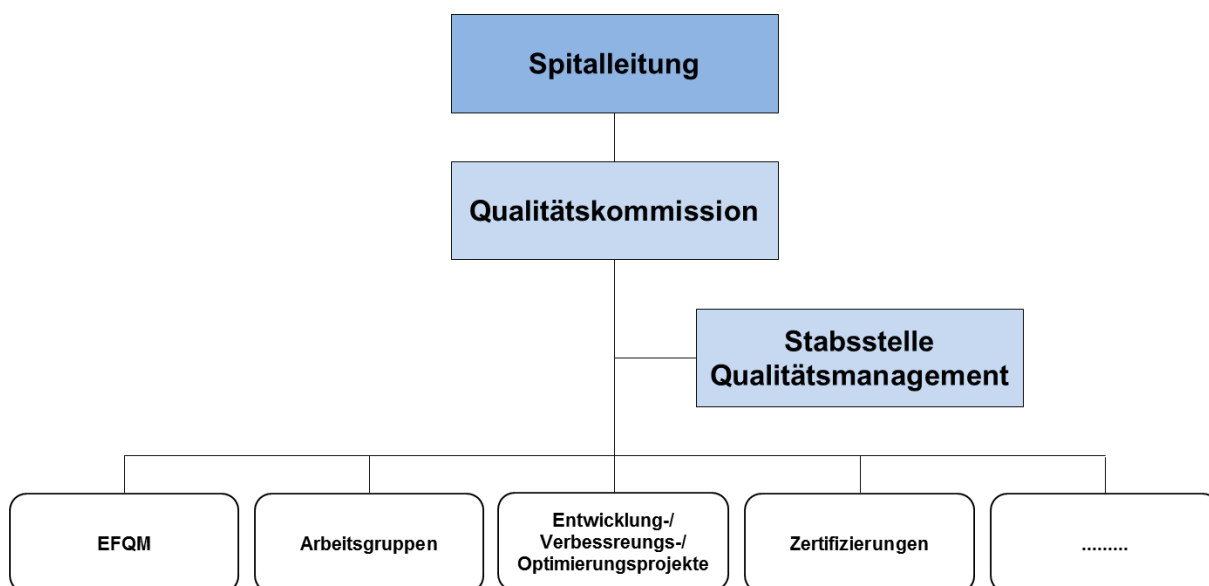 Spitalleitung
Qualitätskommission
Stabsstelle
Qualitätsmanagement
EFQM
Arbeitsgruppen
Entwicklung-/
Verbessreungs-/
Optimierungsprojekte
Zertifizierungen
.........